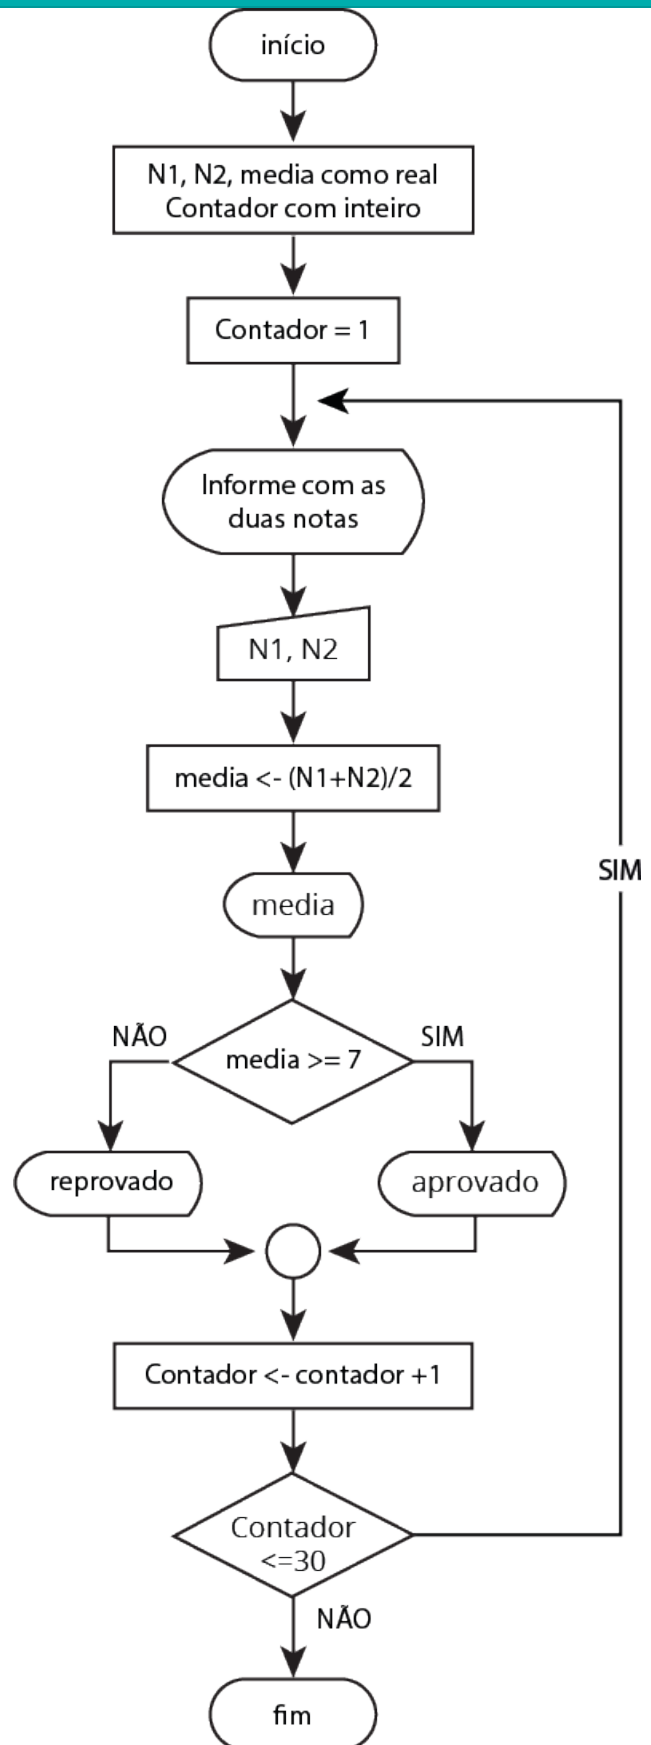 início
N1, N2, media como real
Contador com inteiro
Contador = 1
Informe com as
duas notas
N1, N2
media <- (N1+N2)/2
SIM
media
NÃO
SIM
media >= 7
reprovado
aprovado
Contador <- contador +1
Contador
<=30
NÃO
fim